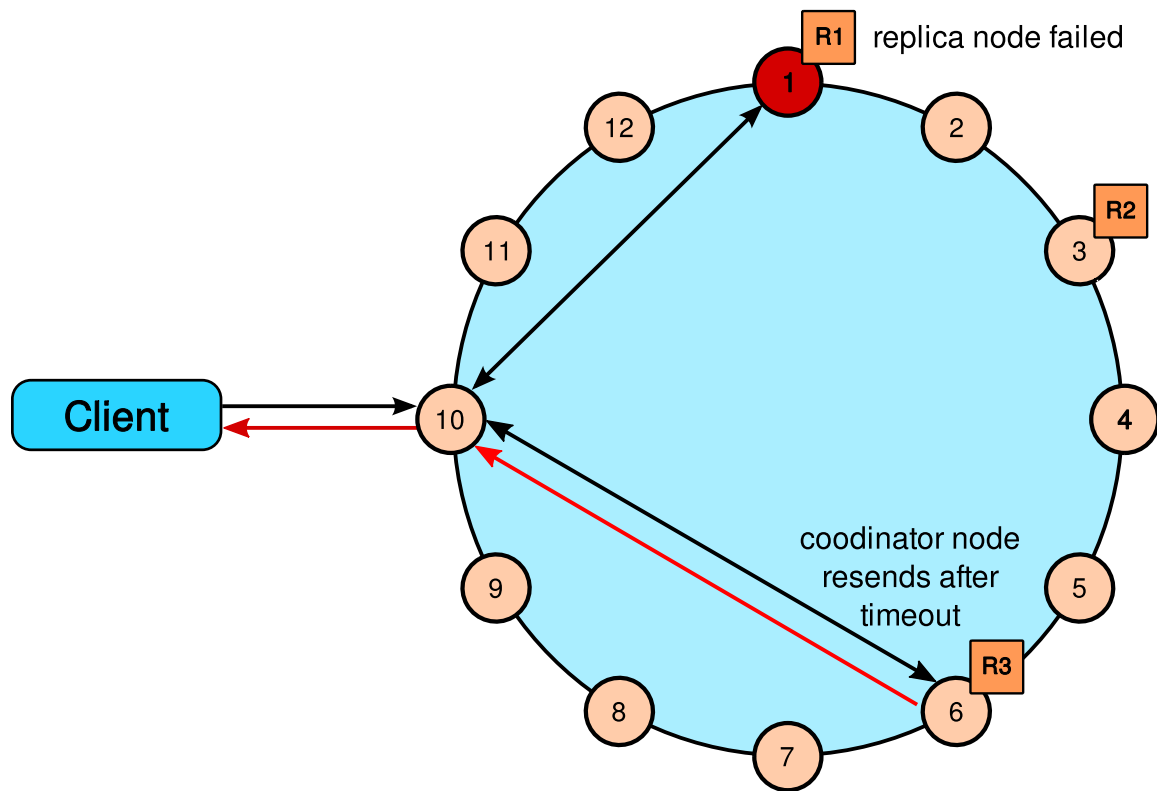 R1
replica node failed
1
12
2
R2
11
3
Client
10
4
coodinator node
resends after
timeout
9
5
R3
8
6
7